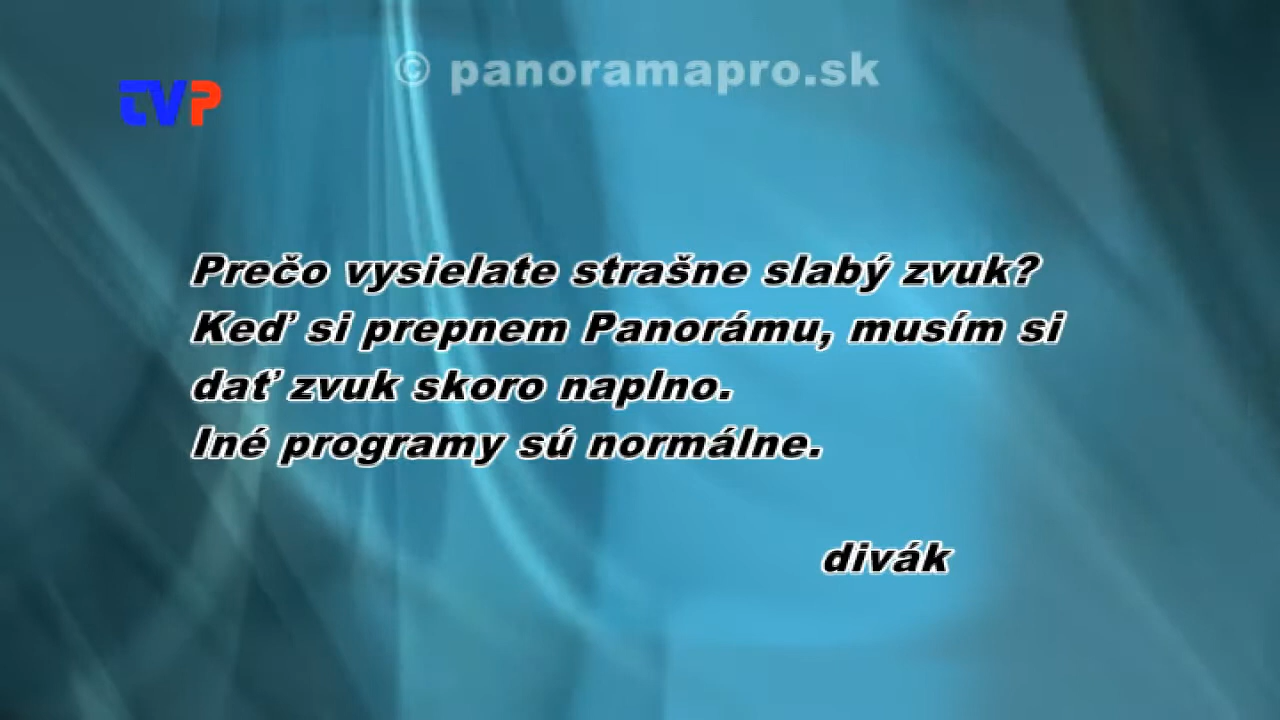 © panoramapro.sk
TVP
Prečo vysielate strašne slabý zvuk?
Keď si prepnem Panorámu, musím si
dať zvuk skoro naplno.
Iné programy sú normálne.
divák